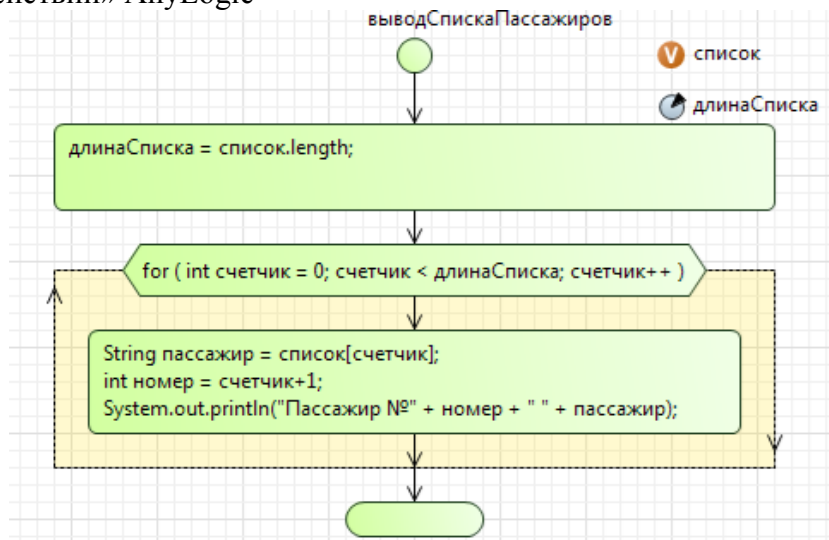 AnyLogic
выводСпискаПассажиров
V список
длинаСписка
длинаСписка = список.length;
for ( int счетчик = 0; счетчик < длинаСписка; счетчик++ )
String пассажир = список[счетчик];
int номер = счетчик+1;
System.out.println("Пассажир №" + номер + " " + пассажир);